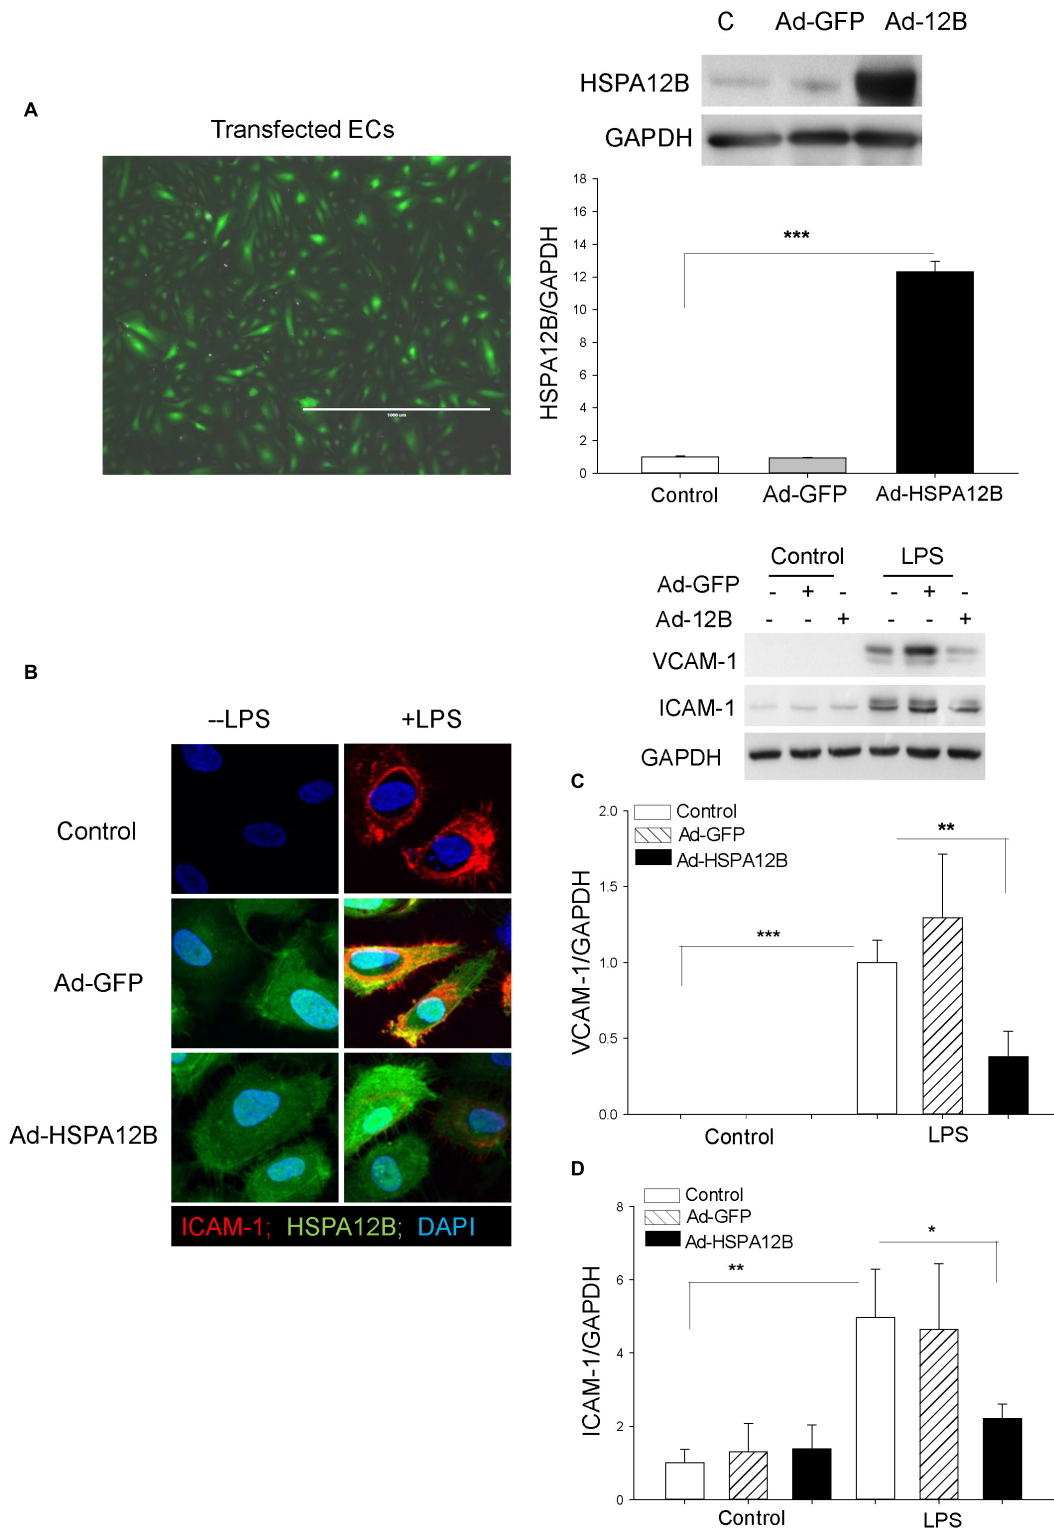 A
Transfected ECs
1000 um
C Ad-GFP Ad-12B
HSPA12B
GAPDH
HSPA12B/GAPDH
18
16
14
12
10
8
6
4
2
0
***
Control Ad-GFP Ad-HSPA12B
B
--LPS +LPS
Control
Ad-GFP
Ad-HSPA12B
ICAM-1; HSPA12B; DAPI
Control LPS
Ad-GFP - + - - + -
Ad-12B - - + - - +
VCAM-1
ICAM-1
GAPDH
C
Control
Ad-GFP
Ad-HSPA12B
VCAM-1/GAPDH
2.0
1.5
1.0
0.5
0.0
***
**
Control LPS
D
Control
Ad-GFP
Ad-HSPA12B
ICAM-1/GAPDH
8
6
4
2
0
**
*
Control LPS